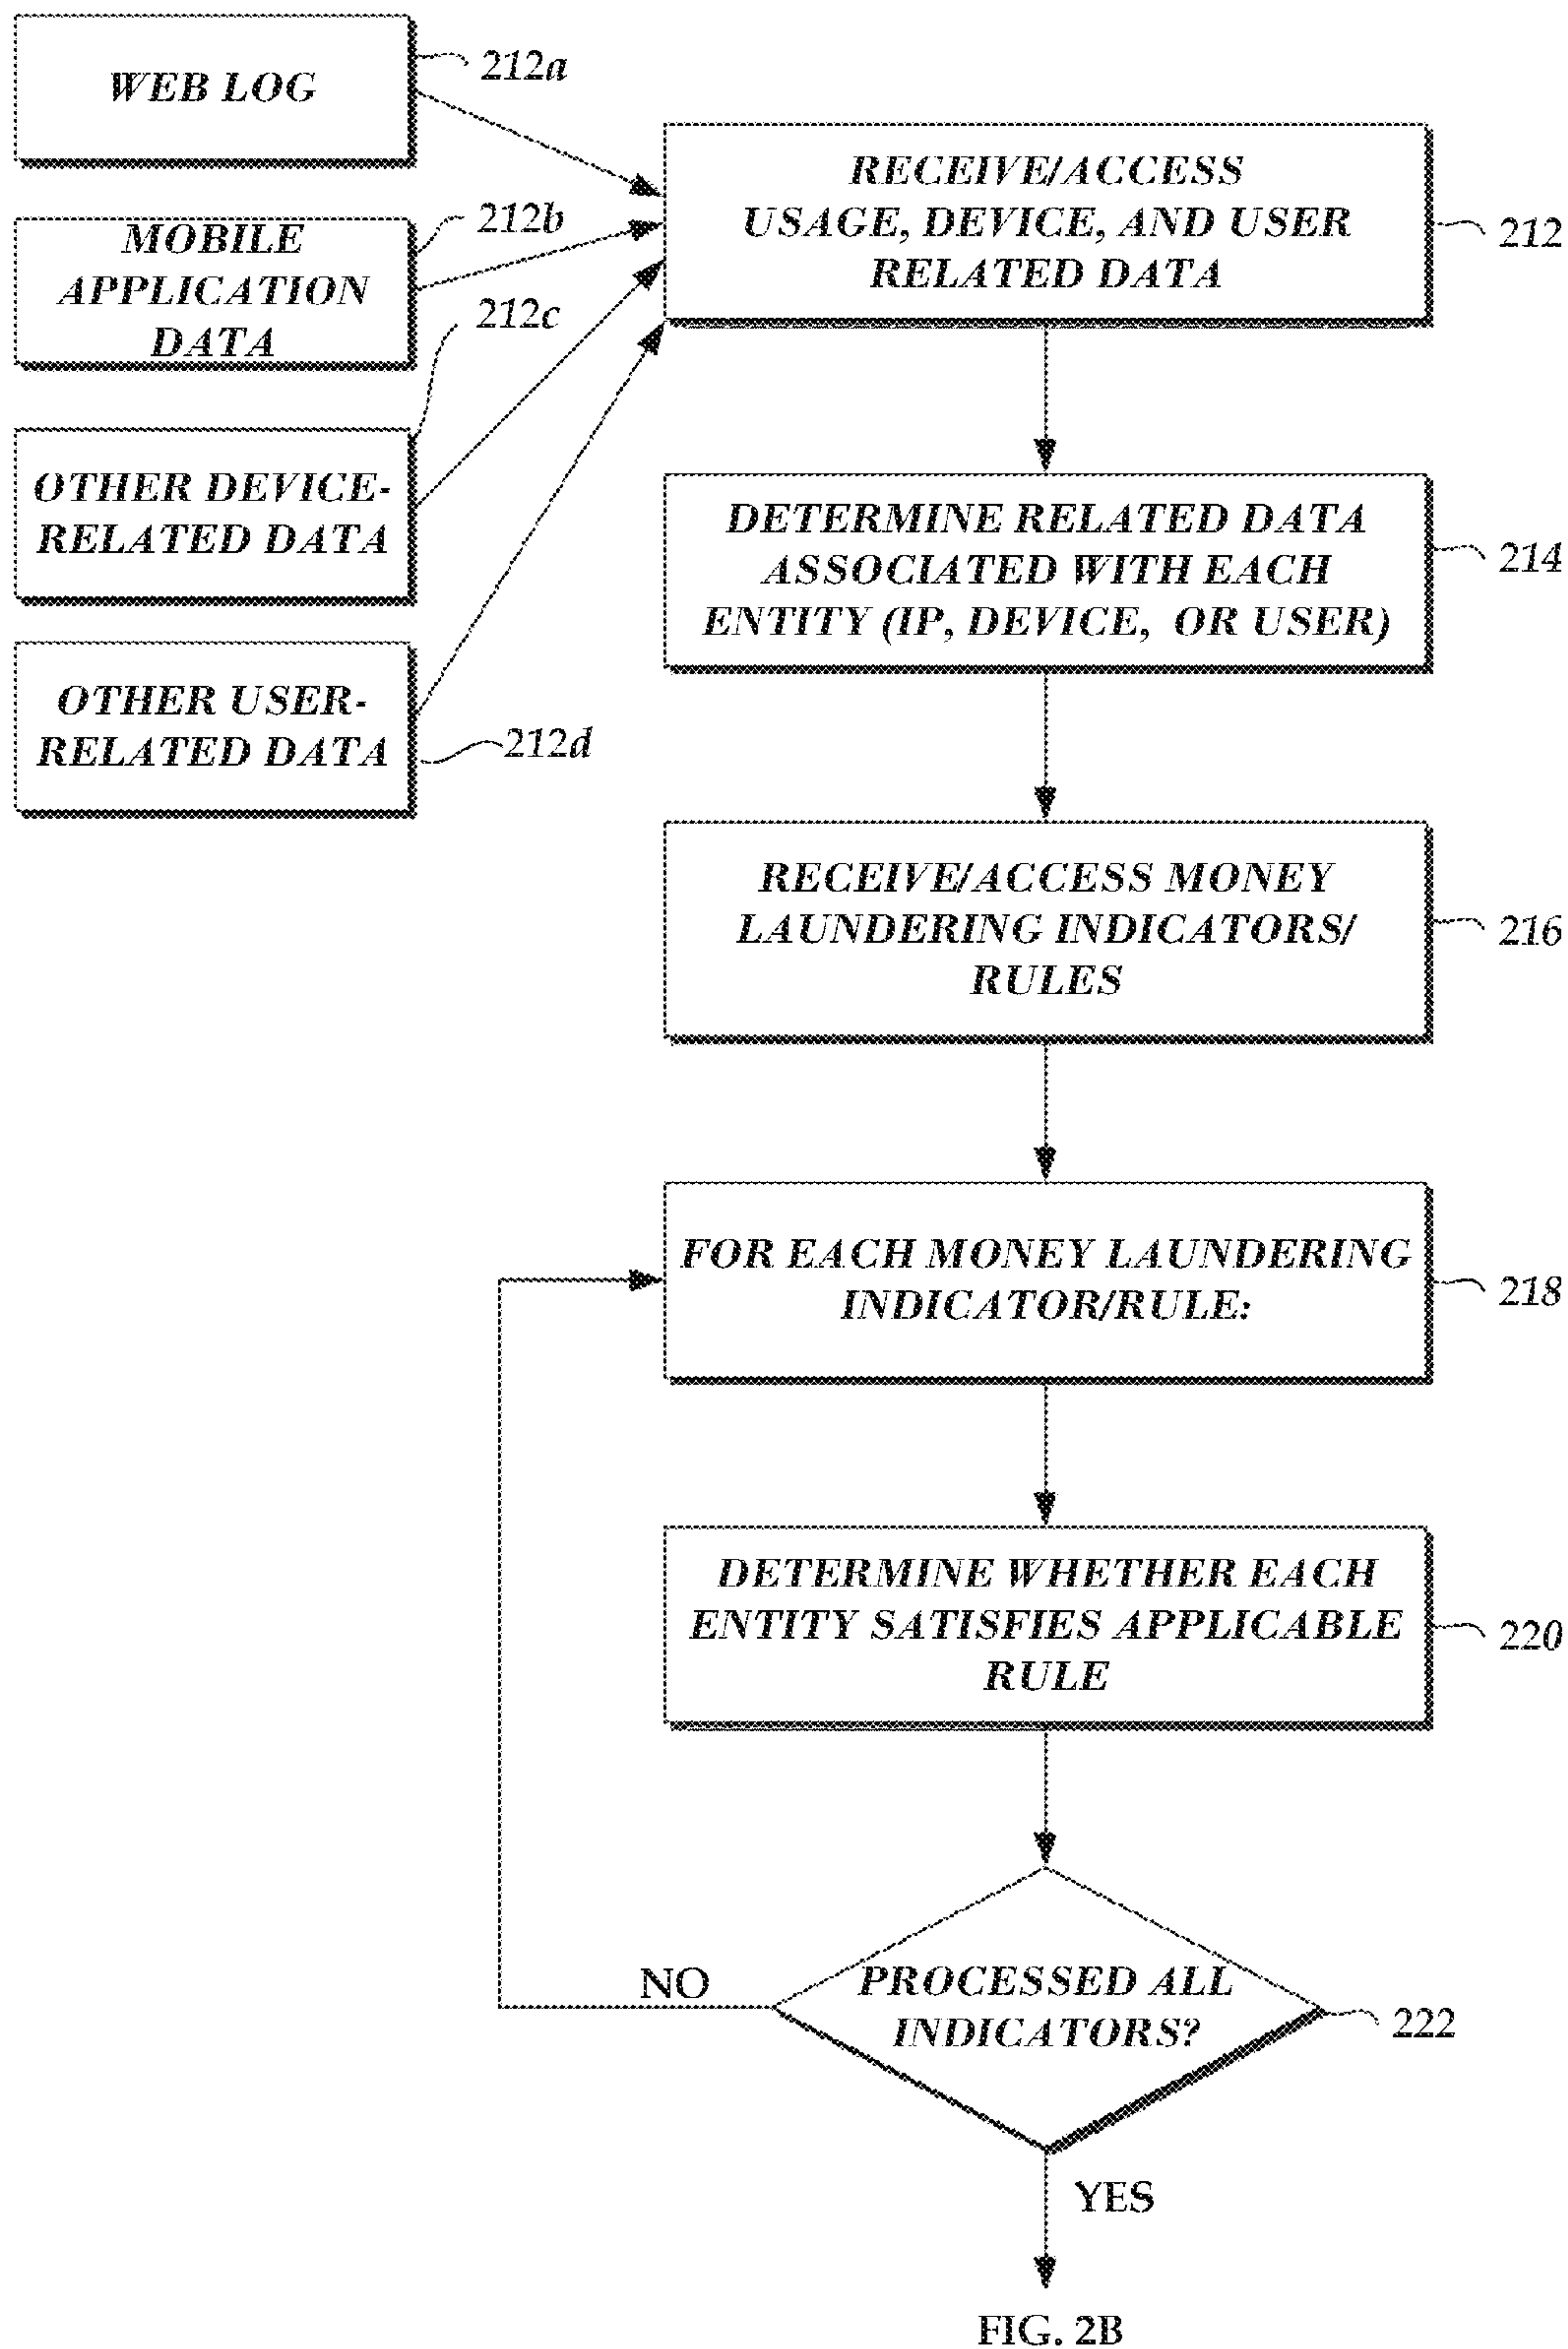 WEB LOG
212a
MOBILE
APPLICATION
DATA
212b
OTHER DEVICE-
RELATED DATA
212c
OTHER USER-
RELATED DATA
212d
RECEIVE/ACCESS
USAGE, DEVICE, AND USER
RELATED DATA
212
DETERMINE RELATED DATA
ASSOCIATED WITH EACH
ENTITY (IP, DEVICE, OR USER)
214
RECEIVE/ACCESS MONEY
LAUNDERING INDICATORS/
RULES
216
FOR EACH MONEY LAUNDERING
INDICATOR/RULE:
218
DETERMINE WHETHER EACH
ENTITY SATISFIES APPLICABLE
RULE
220
PROCESSED ALL
INDICATORS?
222
NO
YES
FIG. 2B